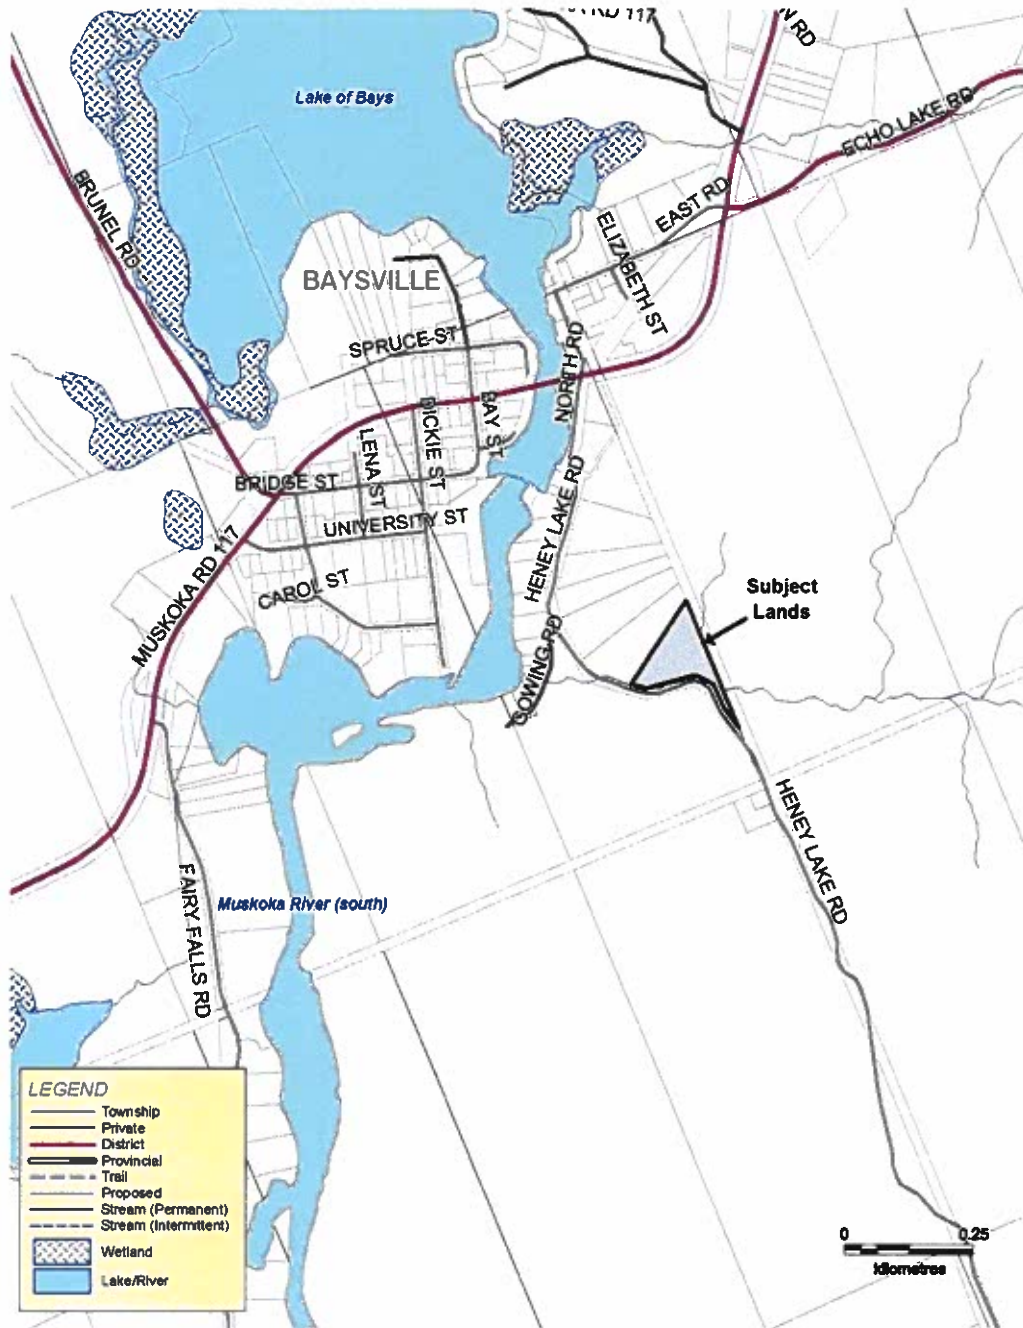 RD 117
N RD
Lake of Bays
ECHO LAKE RD
BRUNEL RD
EAST RD
ELIZABETH ST
BAYSVILLE
SPRUCE ST
NORTH RD
BAY ST
DICKIE ST
LENA ST
BRIDGE ST
UNIVERSITY ST
HENEY LAKE RD
MUSKOKA RD 117
CAROL ST
Subject
Lands
GOWING RD
HENEY LAKE RD
FAIRY FALLS RD
Muskoka River (south)
LEGEND
Township
Private
District
Provincial
Trail
Proposed
Stream (Permanent)
Stream (Intermittent)
Wetland
Lake/River
0 0.25
kilometres